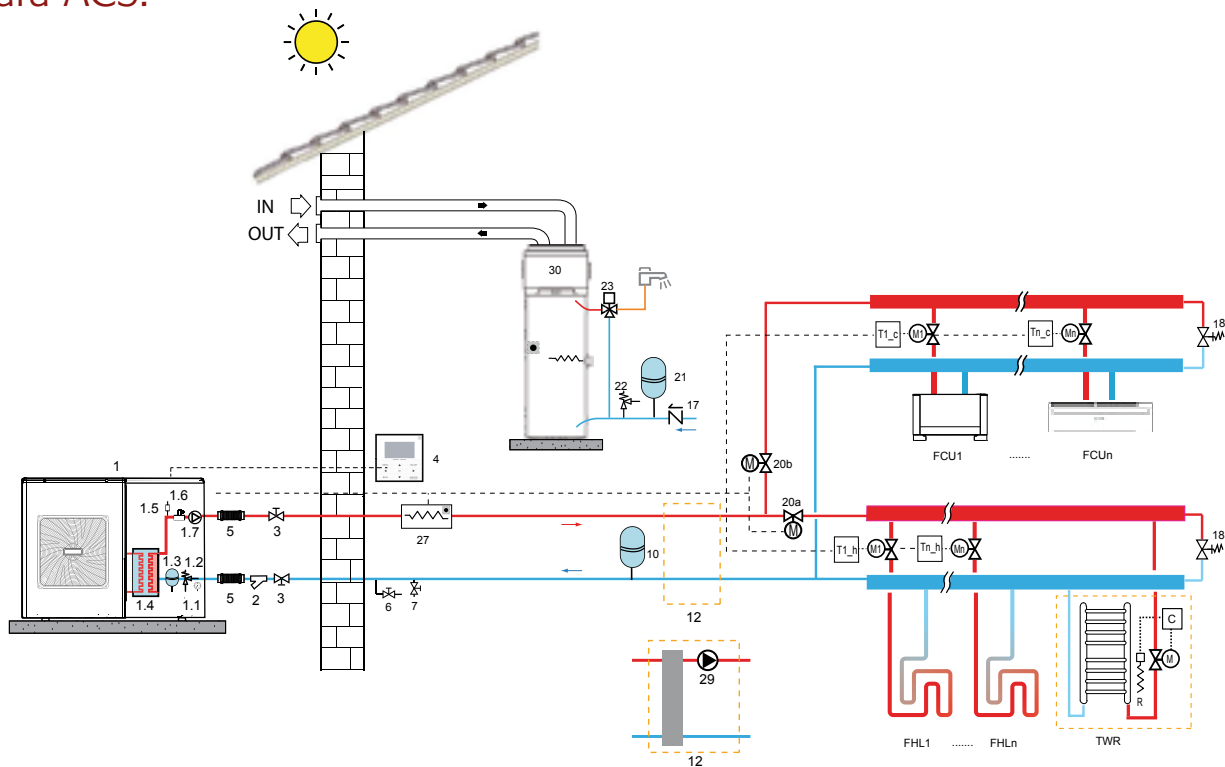 IN
OUT
30
23
22
21
17
4
1
1.6
1.5
1.7
5
3
1.3
1.2
1.4
1.1
5
2
3
27
6
7
10
12
29
12
M
20b
20a
M
T1_c
M1
Tn_c
Mn
18
FCU1
.......
FCUn
T1_h
M1
Tn_h
Mn
18
C
M
R
FHL1
.......
FHLn
TWR